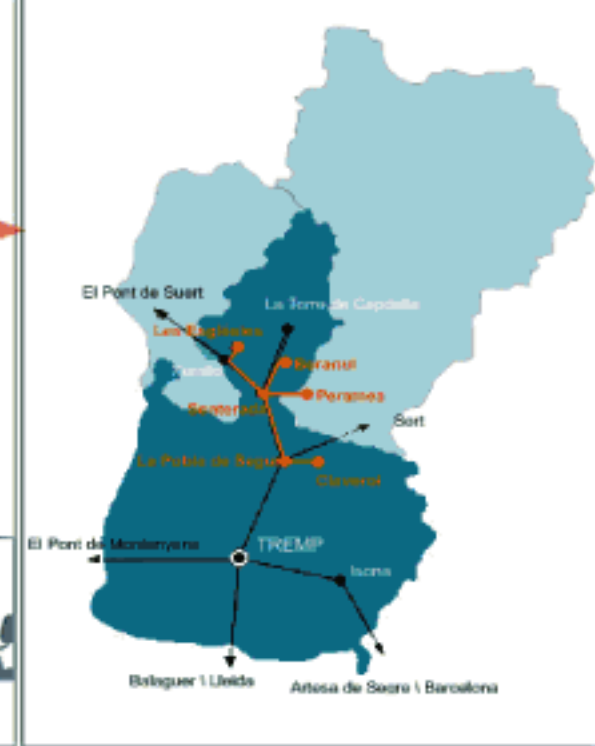 El Pont de Suert
La Torre de Capdella
Les Esglésies
Beranui
Peramea
Senterada
Sort
La Pobla de Segur
Claverol
El Pont de Montanyana
TREMP
Isona
Balaguer \ Lleida
Artesa de Segre \ Barcelona